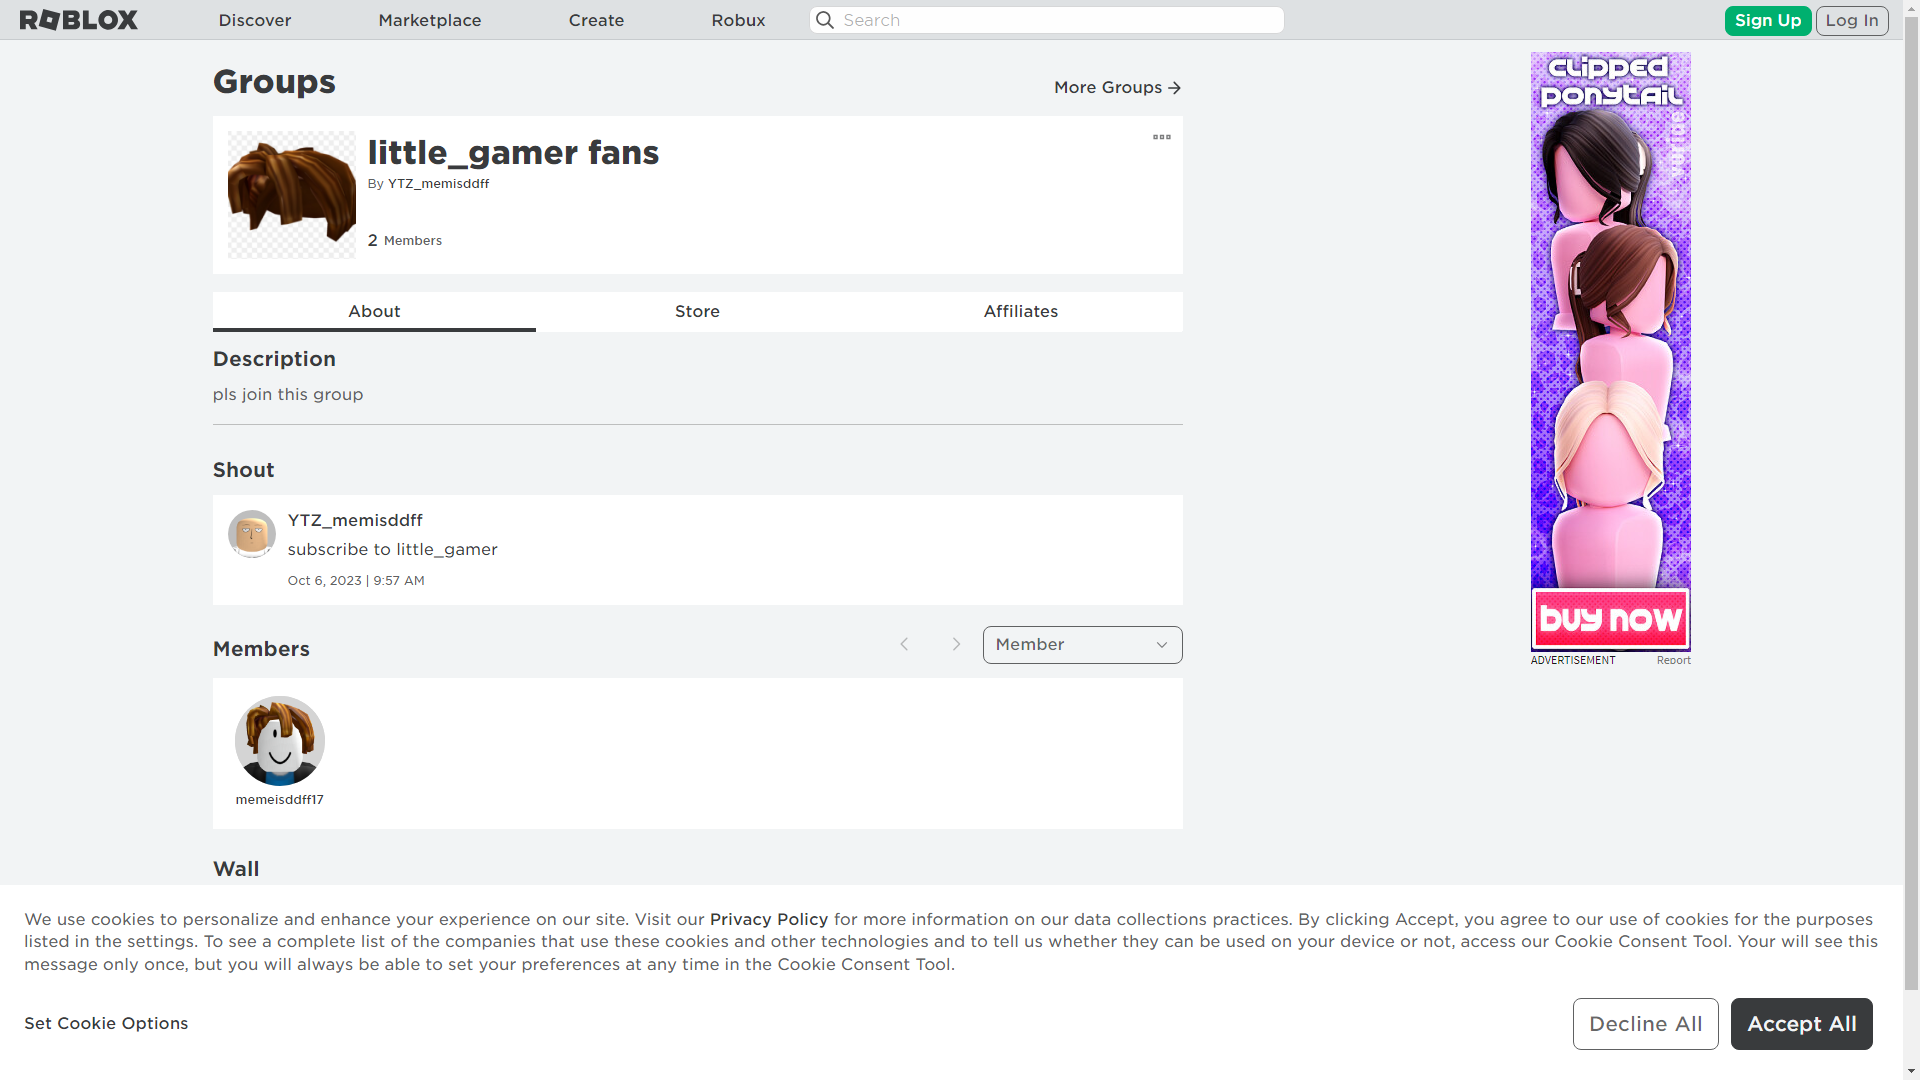 ROBLOX
Discover
Marketplace
Create
Robux
Search
Sign Up
Log In
Groups
More Groups
little_gamer fans
By YTZ_memisddff
2 Members
About
Store
Affiliates
Description
pls join this group
Shout
YTZ_memisddff
subscribe to little_gamer
Oct 6, 2023 | 9:57 AM
Members
Member
memeisddff17
Wall
clipped
ponytail
buy now
ADVERTISEMENT
Report
We use cookies to personalize and enhance your experience on our site. Visit our Privacy Policy for more information on our data collections practices. By clicking Accept, you agree to our use of cookies for the purposes
listed in the settings. To see a complete list of the companies that use these cookies and other technologies and to tell us whether they can be used on your device or not, access our Cookie Consent Tool. Your will see this
message only once, but you will always be able to set your preferences at any time in the Cookie Consent Tool.
Set Cookie Options
Decline All
Accept All